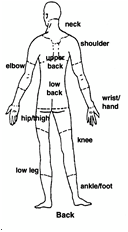 neck
shoulder
elbow
upper
back
low
back
wrist/
hand
hip/thigh
knee
low leg
ankle/foot
Back